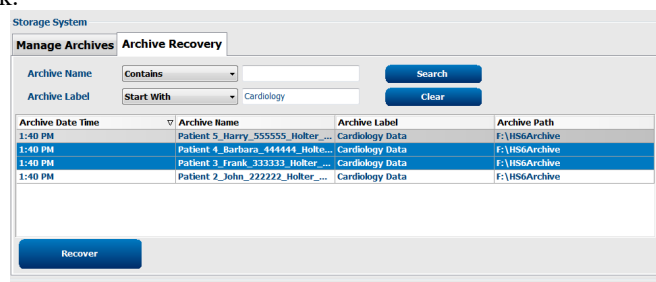 k.
Storage System
Manage Archives Archive Recovery
Archive Name Contains Search
Archive Label Start With Cardiology Clear
Archive Date Time Archive Name Archive Label Archive Path
1:40 PM Patient 5_Harry_555555_Holter_... Cardiology Data F:\HS6Archive
1:40 PM Patient 4_Barbara_444444_Holte... Cardiology Data F:\HS6Archive
1:40 PM Patient 3_Frank_333333_Holter_... Cardiology Data F:\HS6Archive
1:40 PM Patient 2_John_222222_Holter_... Cardiology Data F:\HS6Archive
Recover